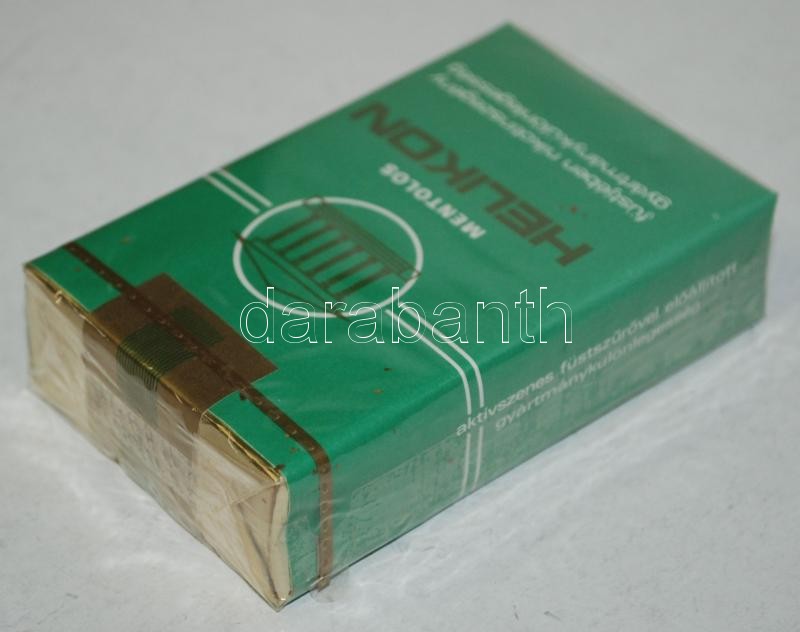 füstjében nikotinszegény
gyártmánykülönlegesség
HELIKON
MENTOLOS
aktívszenes füstszűrővel előállított
gyártmánykülönlegesség
darabanth